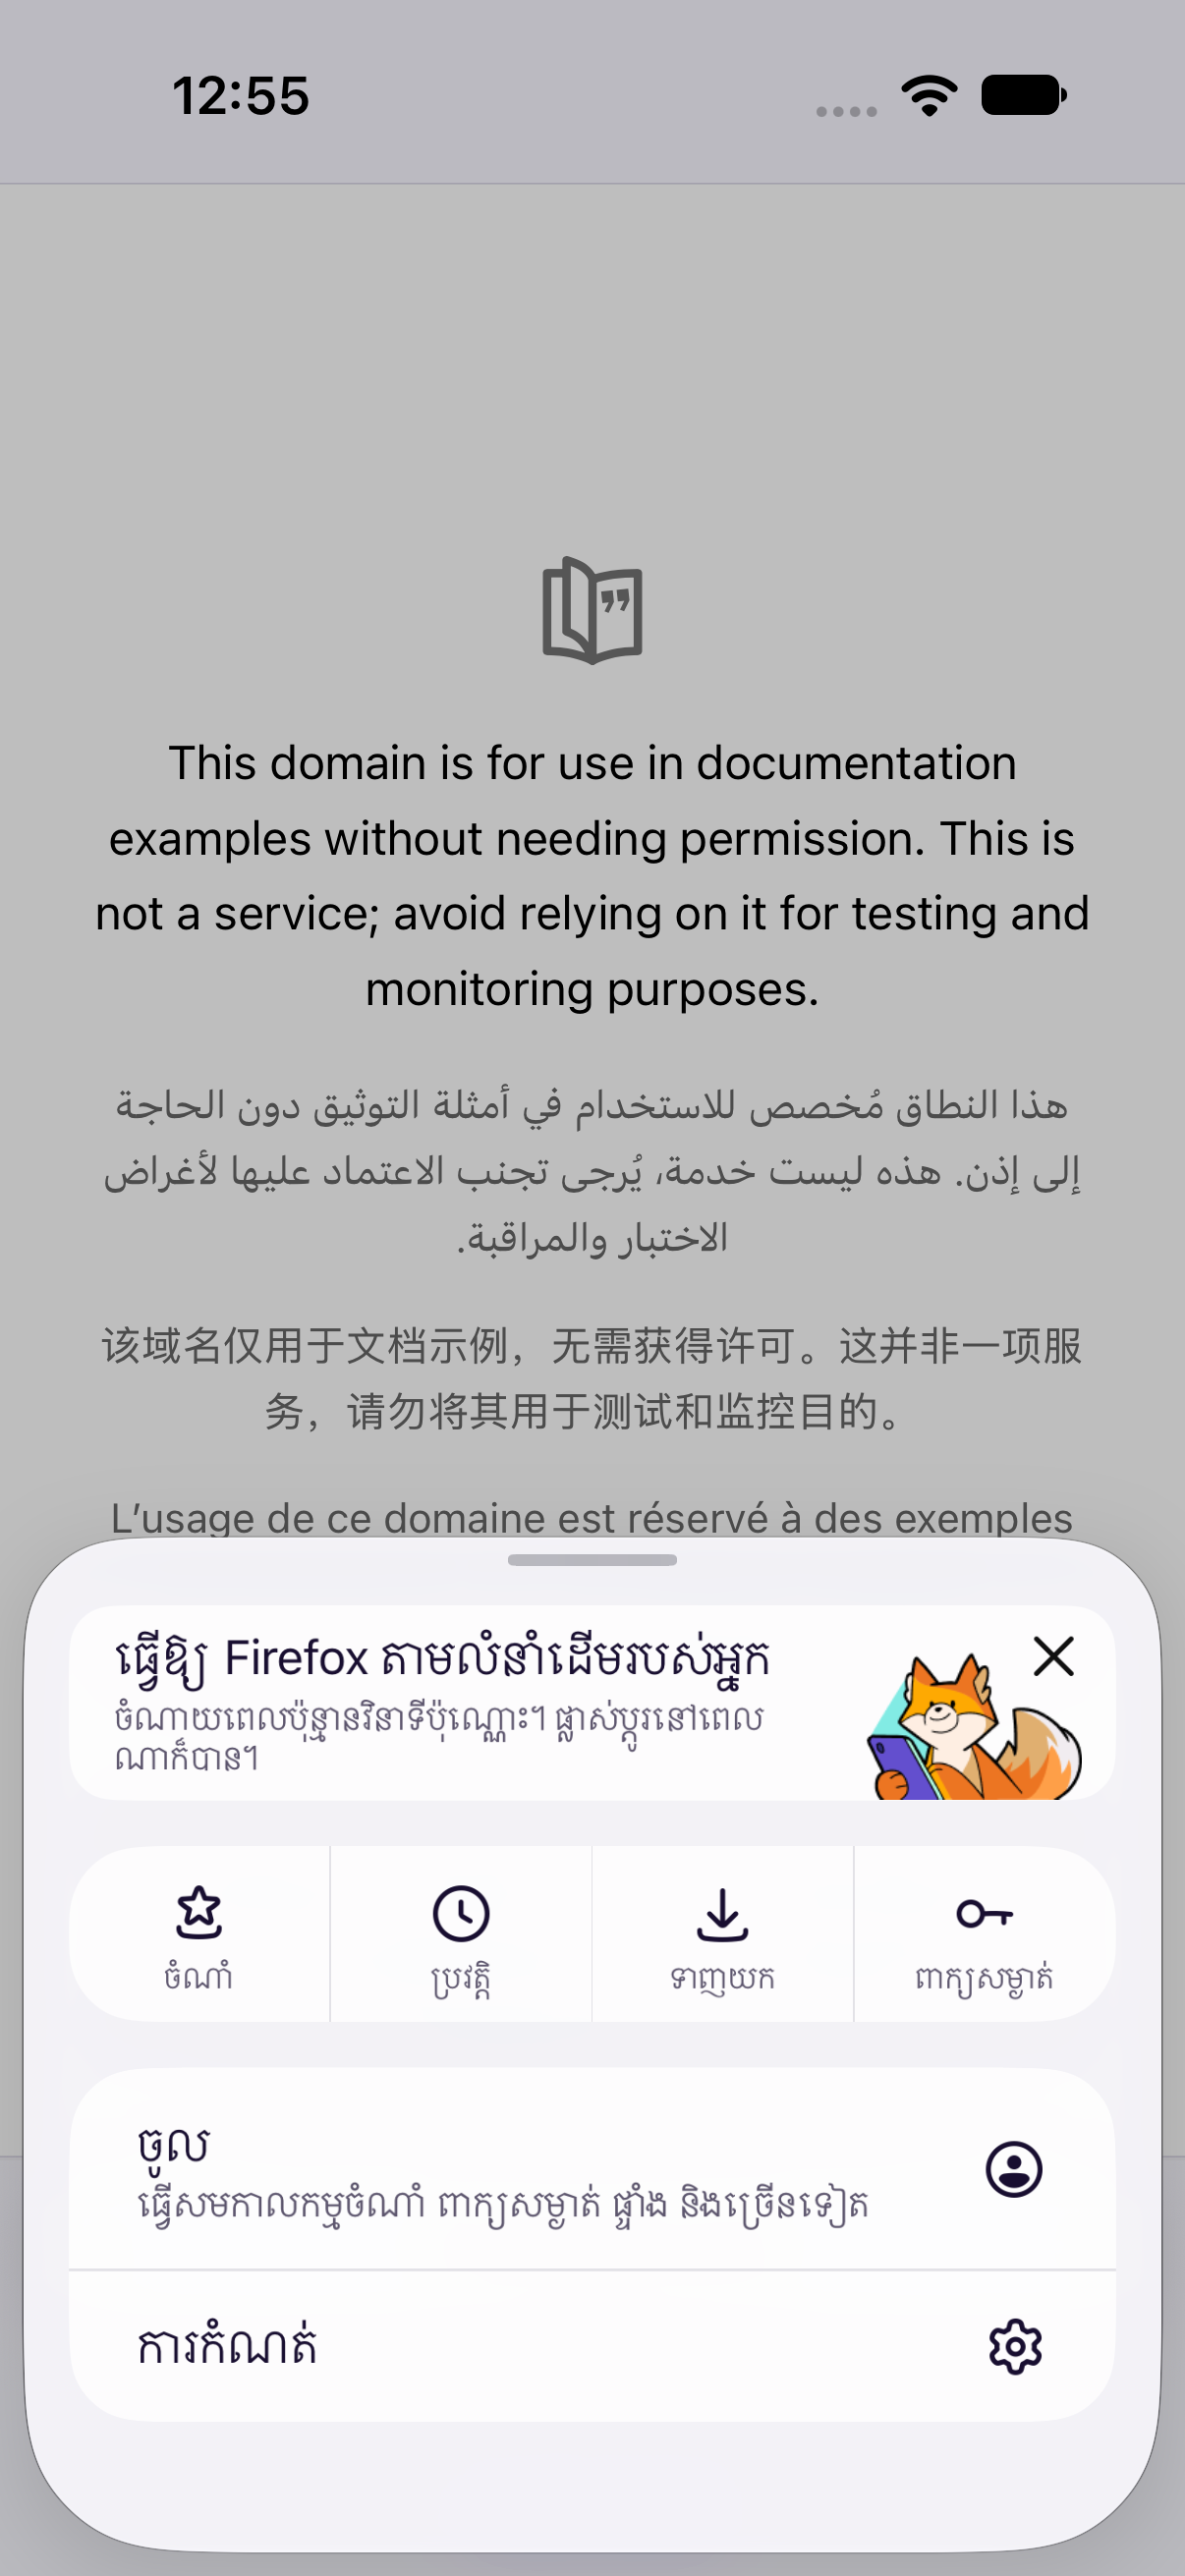 12:55
This domain is for use in documentation
examples without needing permission. This is
not a service; avoid relying on it for testing and
monitoring purposes.
هذا النطاق مُخصص للاستخدام في أمثلة التوثيق دون الحاجة
إلى إذن. هذه ليست خدمة، يُرجى تجنب الاعتماد عليها لأغراض
الاختبار والمراقبة.
该域名仅用于文档示例，无需获得许可。这并非一项服
务，请勿将其用于测试和监控目的。
L’usage de ce domaine est réservé à des exemples
ធ្វើឱ្យ Firefox តាមលំនាំដើមរបស់អ្នក
ចំណាយពេលប៉ុន្មានវិនាទីប៉ុណ្ណោះ។ ផ្លាស់ប្ដូរនៅពេល
ណាក៏បាន។
ចំណាំ
ប្រវត្តិ
ទាញយក
ពាក្យសម្ងាត់
ចូល
ធ្វើសមកាលកម្មចំណាំ ពាក្យសម្ងាត់ ផ្ទាំង និងច្រើនទៀត
ការកំណត់